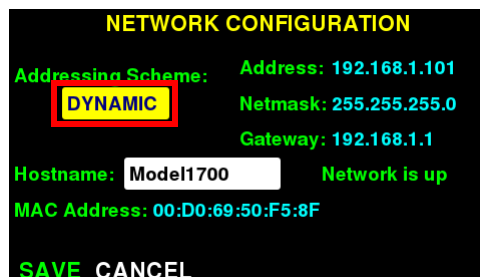 NETWORK CONFIGURATION
Addressing Scheme:
DYNAMIC
Address: 192.168.1.101
Netmask: 255.255.255.0
Gateway: 192.168.1.1
Hostname: Model1700
Network is up
MAC Address: 00:D0:69:50:F5:8F
SAVE CANCEL